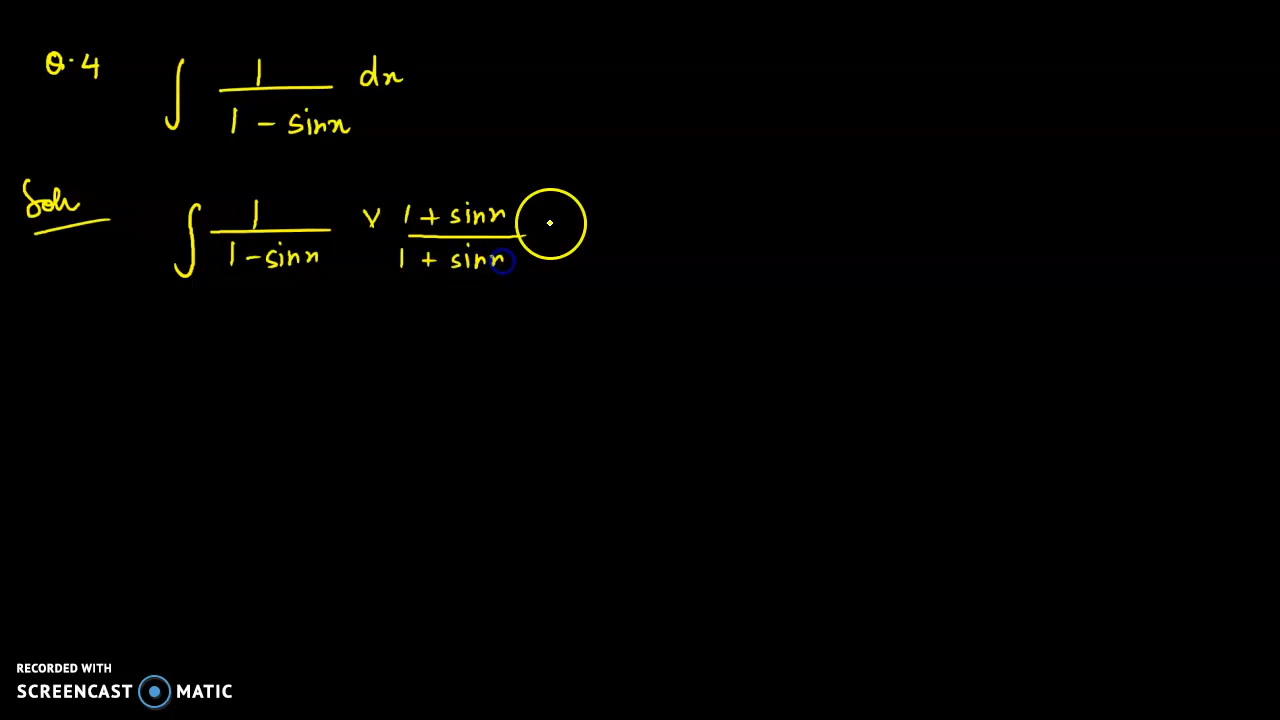 Q.4 ∫ 1/(1 - sinx) dx
Soln ∫ 1/(1 - sinx) × (1 + sinx)/(1 + sinx)
RECORDED WITH
SCREENCAST MATIC